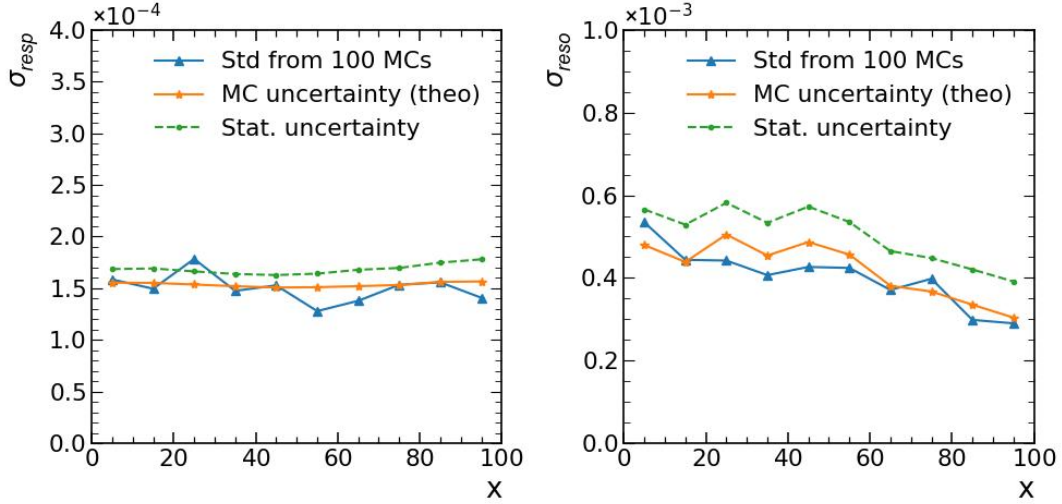 ×10−4
4.0
3.5
3.0
2.5
2.0
1.5
1.0
0.5
0.0
σresp
Std from 100 MCs
MC uncertainty (theo)
Stat. uncertainty
0 20 40 60 80 100
x
×10−3
1.0
0.8
0.6
0.4
0.2
0.0
σreso
Std from 100 MCs
MC uncertainty (theo)
Stat. uncertainty
0 20 40 60 80 100
x